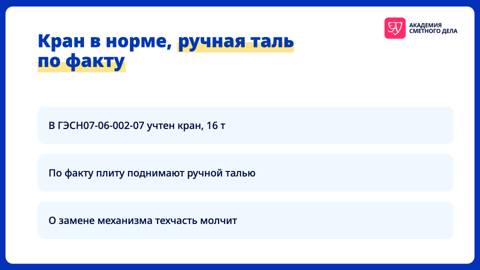 АКАДЕМИЯ
СМЕТНОГО ДЕЛА
Кран в норме, ручная таль
по факту
В ГЭСН07-06-002-07 учтен кран, 16 т
По факту плиту поднимают ручной талью
О замене механизма техчасть молчит